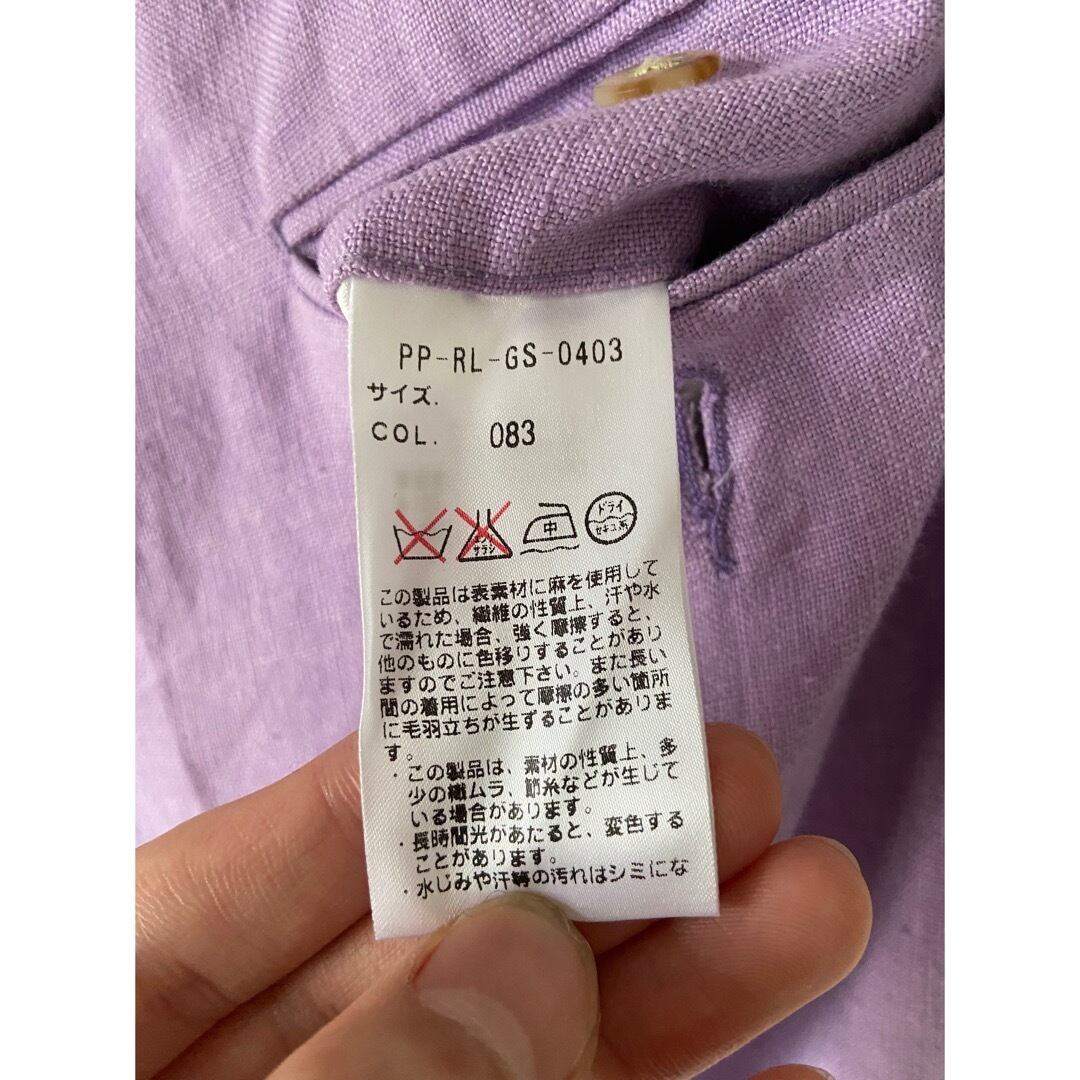 PP-RL-GS-0403
サイズ.
COL. 083
ドライ
中
セキユ系
サラシ
この製品は表素材に麻を使用して
いるため、繊維の性質上、汗や水
で濡れた場合、強く摩擦すると、
他のものに色移りすることがあり
ますのでご注意下さい。また長い
間の着用によって摩擦の多い箇所
に毛羽立ちが生ずることがありま
す。
・この製品は、素材の性質上、多
少の織ムラ、節糸などが生じて
いる場合があります。
・長時間光があたると、変色する
ことがあります。
・水じみや汗等の汚れはシミにな